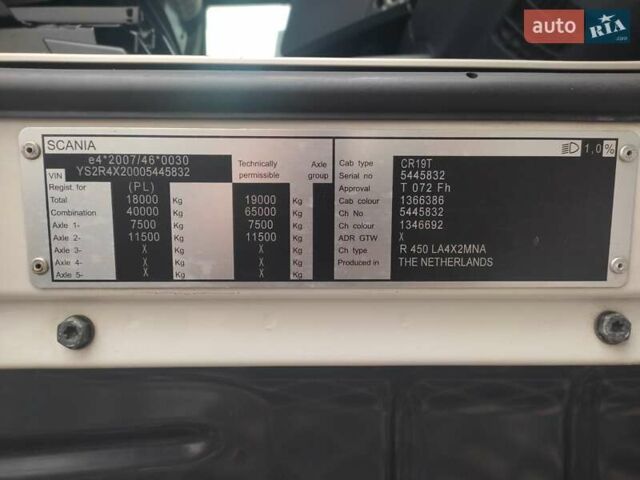 auto RIA
.com
SCANIA
1,0%
e4*2007/46*0030
VIN YS2R4X20005445832
Technically permissible
Axle group
Regist. for (PL)
Total 18000 Kg 19000 Kg
Combination 40000 Kg 65000 Kg
Axle 1- 7500 Kg 7500 Kg
Axle 2- 11500 Kg 11500 Kg
Axle 3- X Kg X Kg
Axle 4- X Kg X Kg
Axle 5- X Kg X Kg
Cab type CR19T
Serial no 5445832
Approval T 072 Fh
Cab colour 1366386
Ch No 5445832
Ch colour 1346692
ADR GTW X
Ch type R 450 LA4X2MNA
Produced in THE NETHERLANDS